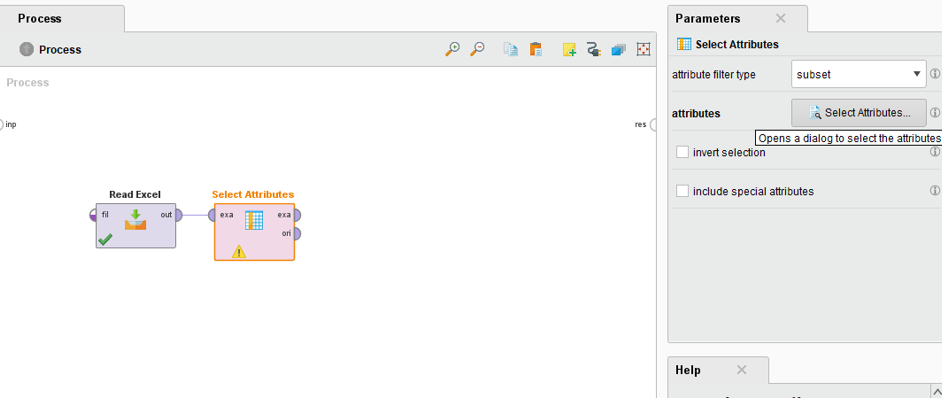 Process
Process
Process
inp
res
Read Excel
fil
out
Select Attributes
exa
exa
ori
Parameters
Select Attributes
attribute filter type
subset
attributes
Select Attributes...
Opens a dialog to select the attributes
invert selection
include special attributes
Help